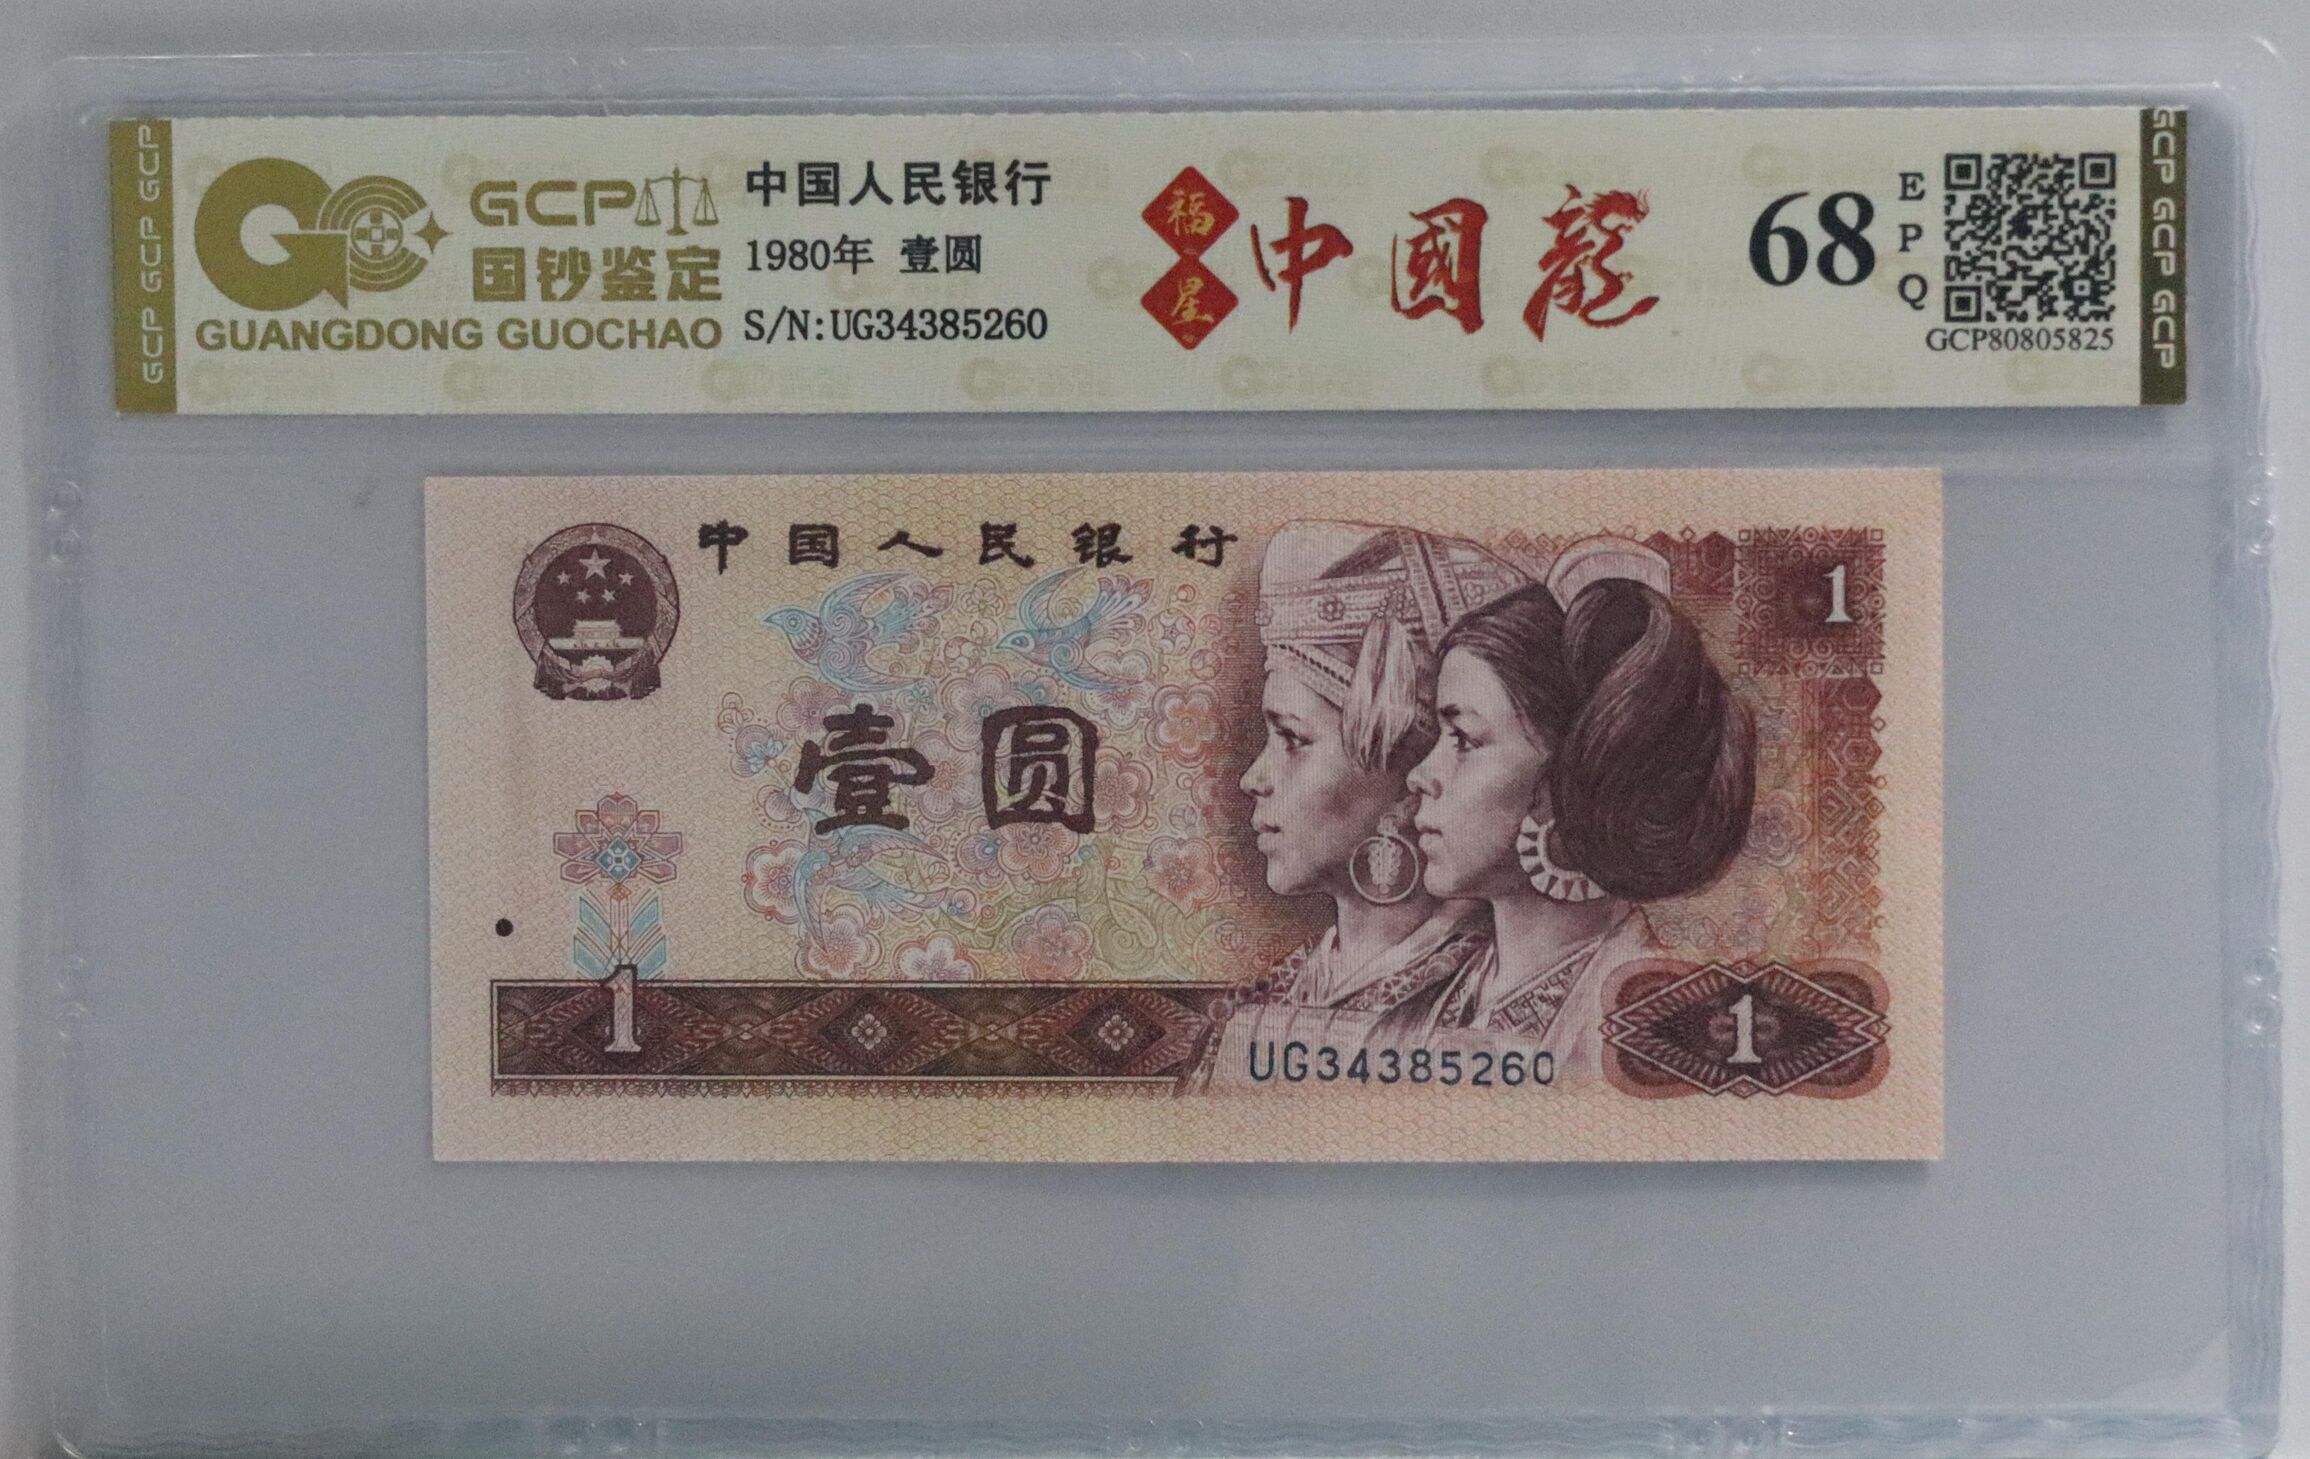 GCP GCP GCP
GCP
国钞鉴定
GUANGDONG GUOCHAO
中国人民银行
1980年 壹圆
S/N:UG34385260
福
星
中國龍
68
E
P
Q
GCP80805825
GCP GCP GCP
中国人民银行
1
壹圆
1
1
UG34385260